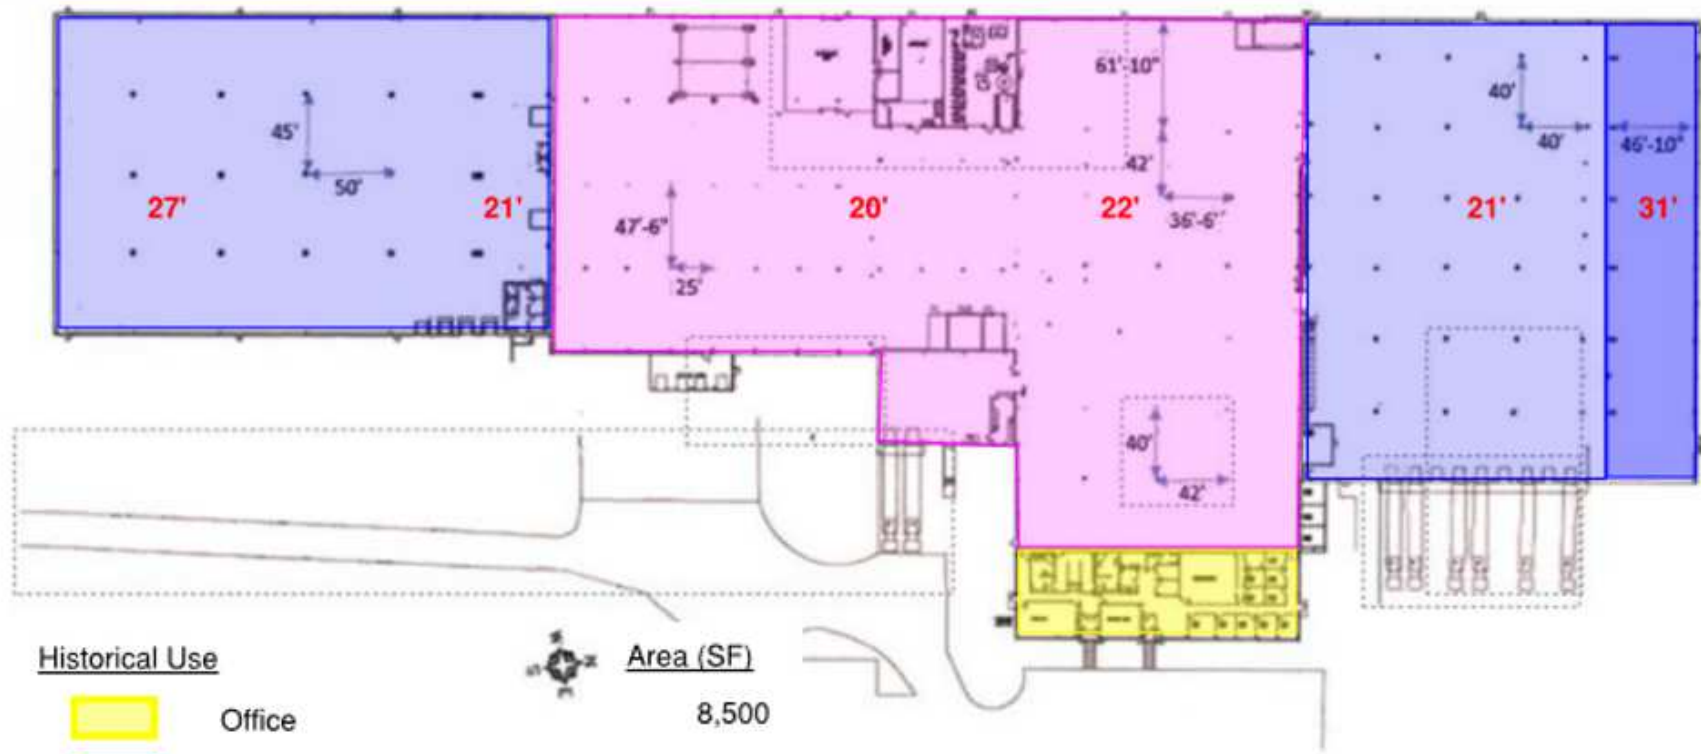 61'-10"
40'
45'
40'
46'-10"
42'
50'
27'
21'
20'
22'
21'
31'
47'-6"
36'-6"
25'
40'
42'
Historical Use
W
N
S
E
Area (SF)
Office
8,500